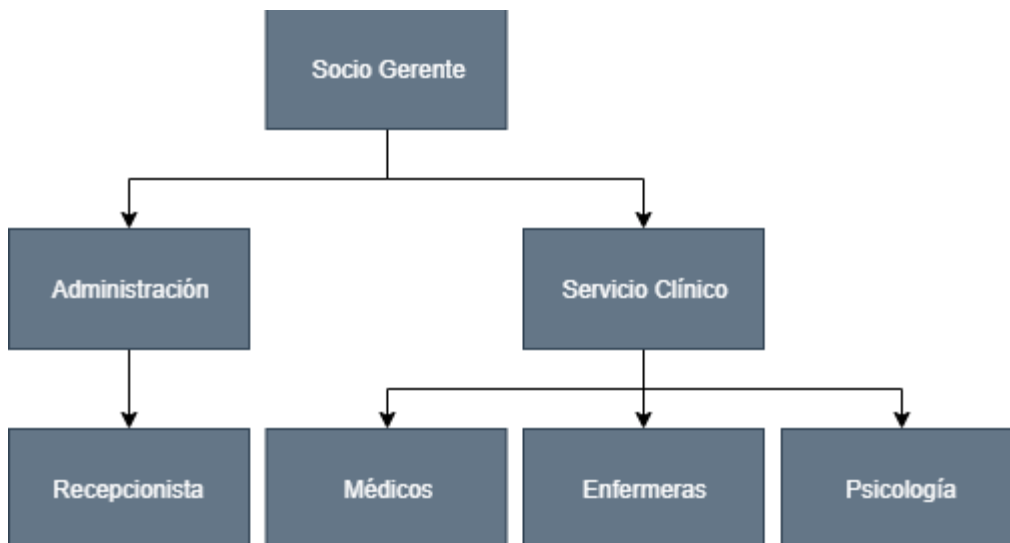 Socio Gerente
Administración
Servicio Clínico
Recepcionista
Médicos
Enfermeras
Psicología